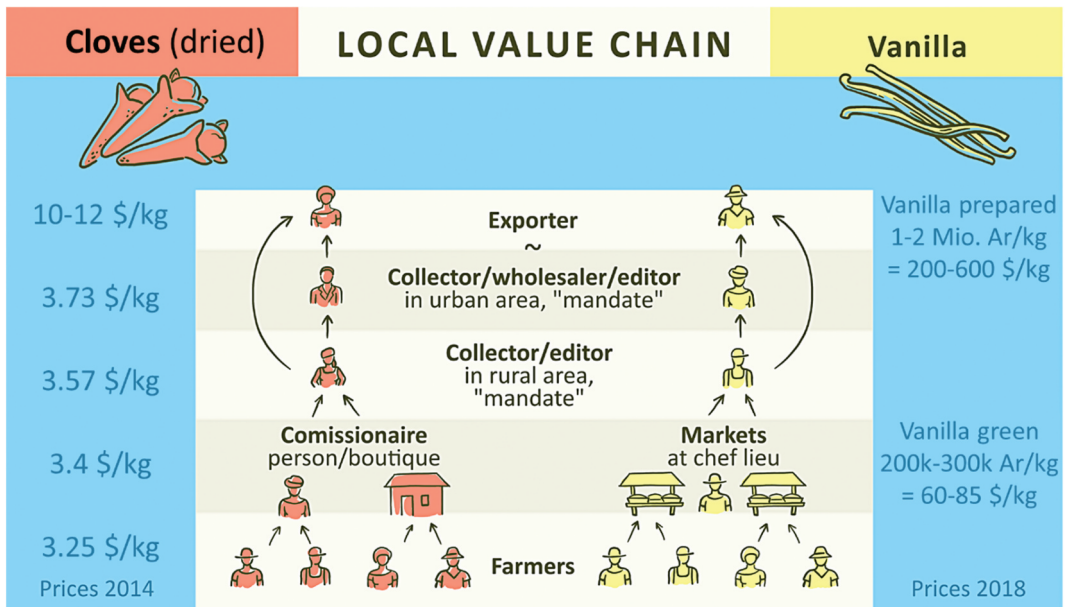 Cloves (dried)
LOCAL VALUE CHAIN
Vanilla
10-12 $/kg
Exporter
~
Vanilla prepared
1-2 Mio. Ar/kg
= 200-600 $/kg
3.73 $/kg
Collector/wholesaler/editor
in urban area, "mandate"
3.57 $/kg
Collector/editor
in rural area,
"mandate"
3.4 $/kg
Comissionaire
person/boutique
Markets
at chef lieu
Vanilla green
200k-300k Ar/kg
= 60-85 $/kg
3.25 $/kg
Farmers
Prices 2014
Prices 2018